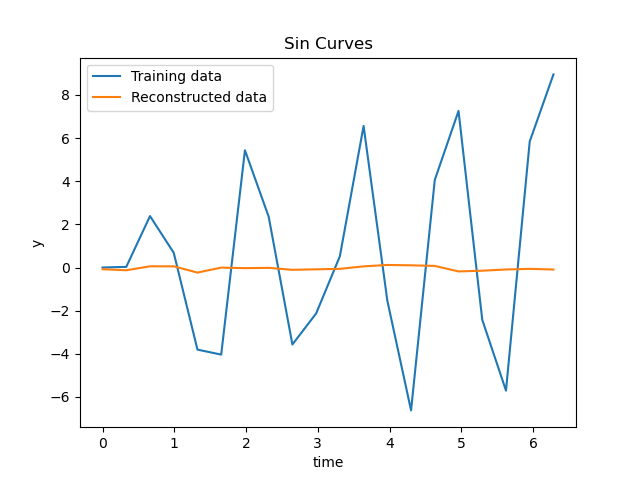 Sin Curves
Training data
Reconstructed data
8
6
4
2
0
−2
−4
−6
y
0 1 2 3 4 5 6
time